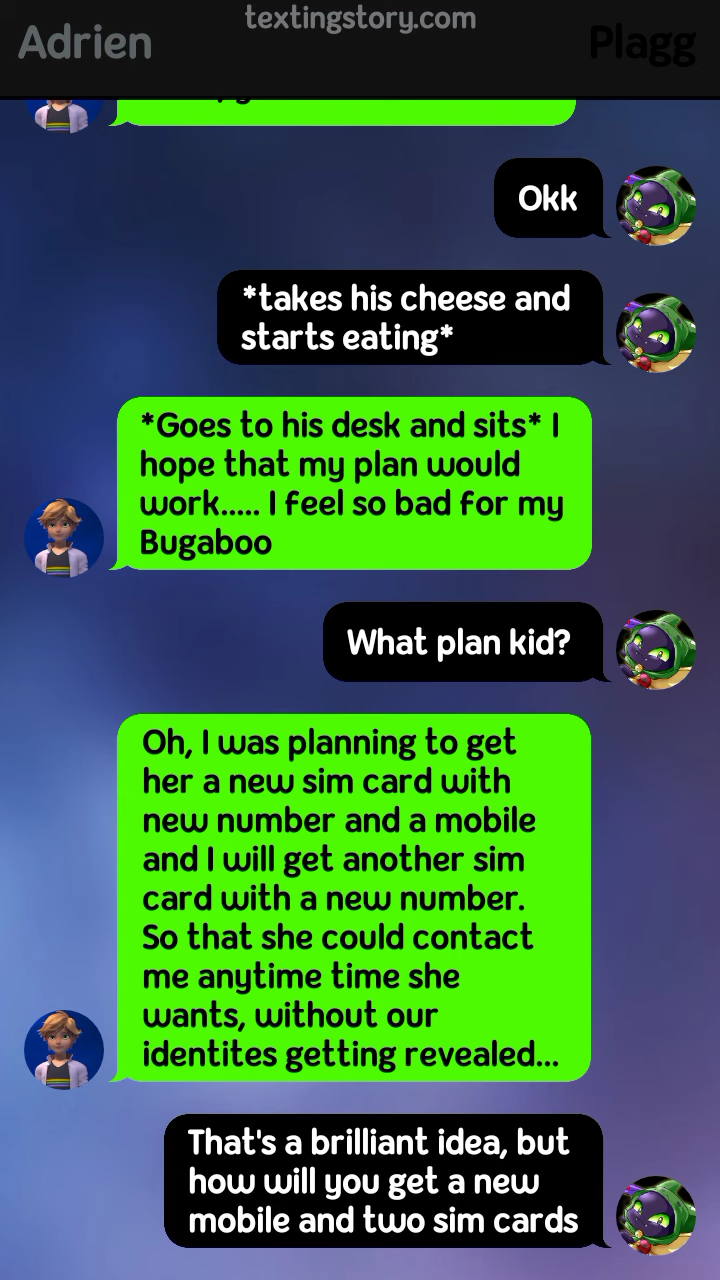 textingstory.com
Adrien
Plagg
Okk
*takes his cheese and
starts eating*
*Goes to his desk and sits* I
hope that my plan would
work..... I feel so bad for my
Bugaboo
What plan kid?
Oh, I was planning to get
her a new sim card with
new number and a mobile
and I will get another sim
card with a new number.
So that she could contact
me anytime time she
wants, without our
identites getting revealed...
That's a brilliant idea, but
how will you get a new
mobile and two sim cards